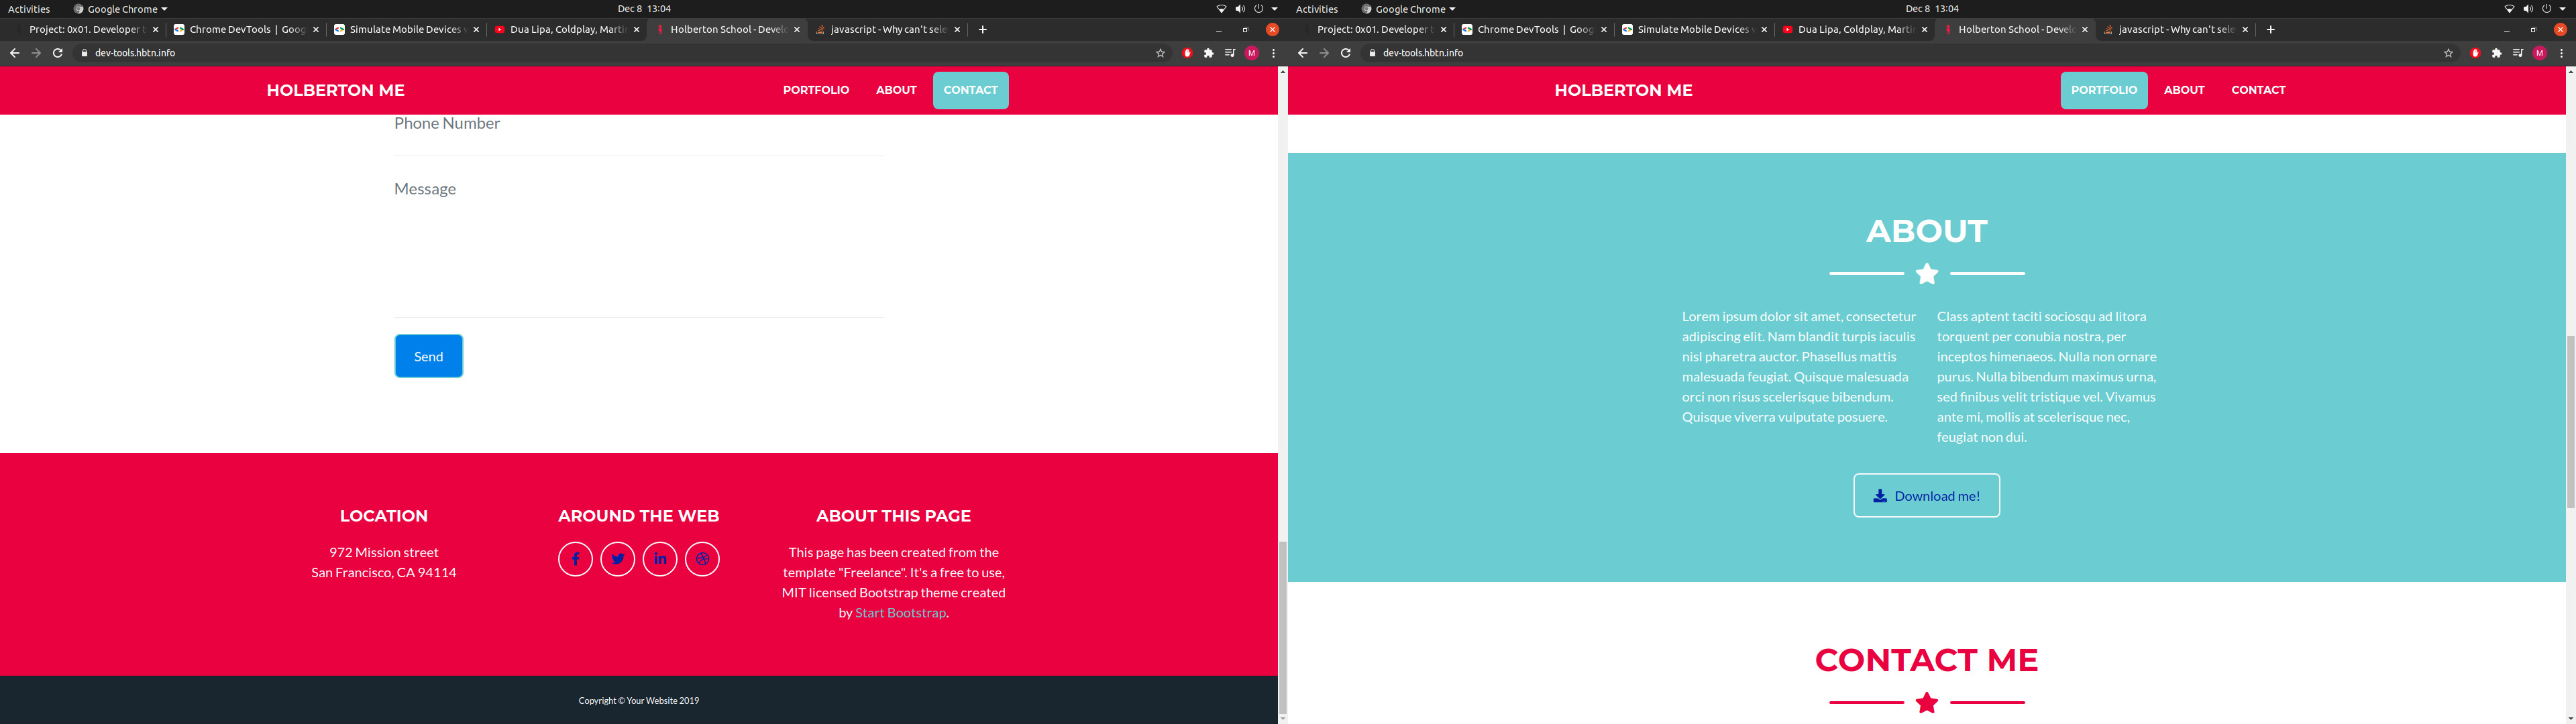 Activities
Google Chrome
Dec 8 13:04
Project: 0x01. Developer t
Chrome DevTools | Goog
Simulate Mobile Devices
Dua Lipa, Coldplay, Martin
Holberton School - Develo
javascript - Why can't sele
M
dev-tools.hbtn.info
HOLBERTON ME
PORTFOLIO
ABOUT
CONTACT
Phone Number
Message
Send
LOCATION
972 Mission street
San Francisco, CA 94114
AROUND THE WEB
ABOUT THIS PAGE
This page has been created from the
template "Freelance". It's a free to use,
MIT licensed Bootstrap theme created
by Start Bootstrap.
Copyright © Your Website 2019
Activities
Google Chrome
Dec 8 13:04
Project: 0x01. Developer t
Chrome DevTools | Goog
Simulate Mobile Devices
Dua Lipa, Coldplay, Martin
Holberton School - Develo
javascript - Why can't sele
M
dev-tools.hbtn.info
HOLBERTON ME
PORTFOLIO
ABOUT
CONTACT
ABOUT
Lorem ipsum dolor sit amet, consectetur
adipiscing elit. Nam blandit turpis iaculis
nisl pharetra auctor. Phasellus mattis
malesuada feugiat. Quisque malesuada
orci non risus scelerisque bibendum.
Quisque viverra vulputate posuere.
Class aptent taciti sociosqu ad litora
torquent per conubia nostra, per
inceptos himenaeos. Nulla non ornare
purus. Nulla bibendum maximus urna,
sed finibus velit tristique vel. Vivamus
ante mi, mollis at scelerisque nec,
feugiat non dui.
Download me!
CONTACT ME